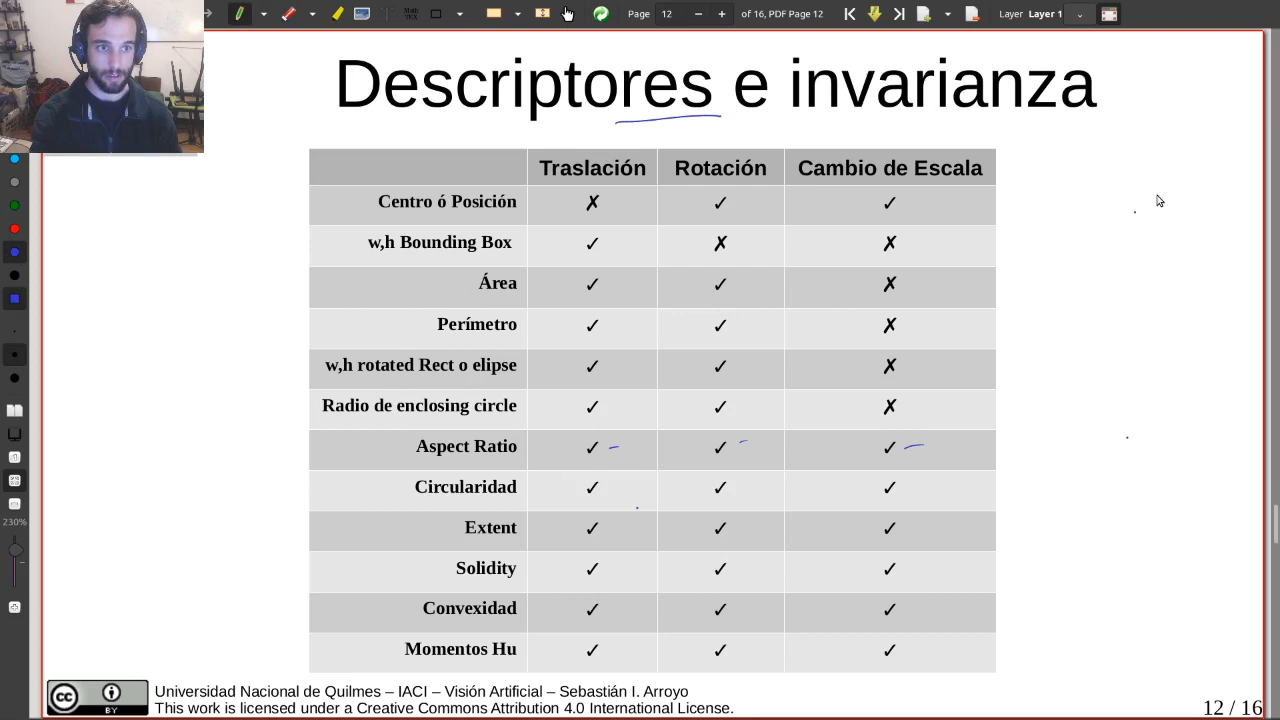 Page 12 of 16, PDF Page 12 Layer Layer 1
Descriptores e invarianza
Traslación Rotación Cambio de Escala
Centro ó Posición ✗ ✓ ✓
w,h Bounding Box ✓ ✗ ✗
Área ✓ ✓ ✗
Perímetro ✓ ✓ ✗
w,h rotated Rect o elipse ✓ ✓ ✗
Radio de enclosing circle ✓ ✓ ✗
Aspect Ratio ✓ ✓ ✓
Circularidad ✓ ✓ ✓
Extent ✓ ✓ ✓
Solidity ✓ ✓ ✓
Convexidad ✓ ✓ ✓
Momentos Hu ✓ ✓ ✓
230%
cc BY
Universidad Nacional de Quilmes – IACI – Visión Artificial – Sebastián I. Arroyo
This work is licensed under a Creative Commons Attribution 4.0 International License.
12 / 16